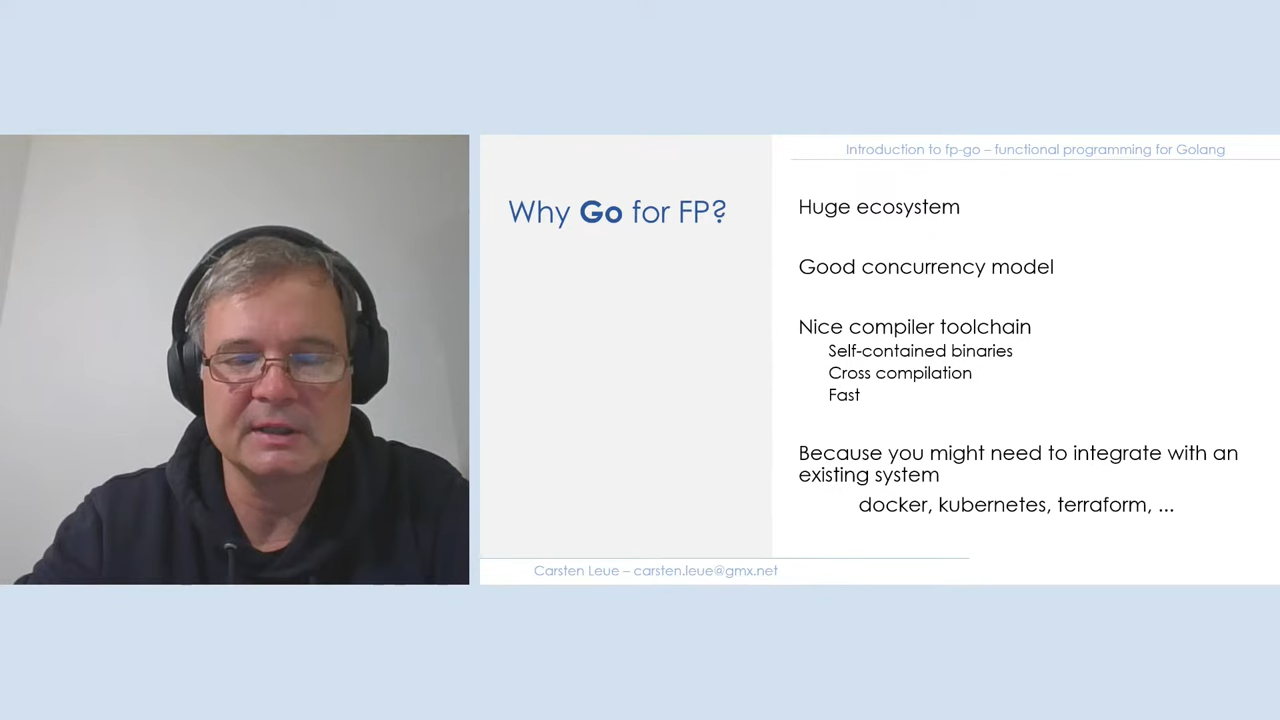 Introduction to fp-go – functional programming for Golang
Why Go for FP?
Huge ecosystem
Good concurrency model
Nice compiler toolchain
Self-contained binaries
Cross compilation
Fast
Because you might need to integrate with an
existing system
docker, kubernetes, terraform, ...
Carsten Leue – carsten.leue@gmx.net